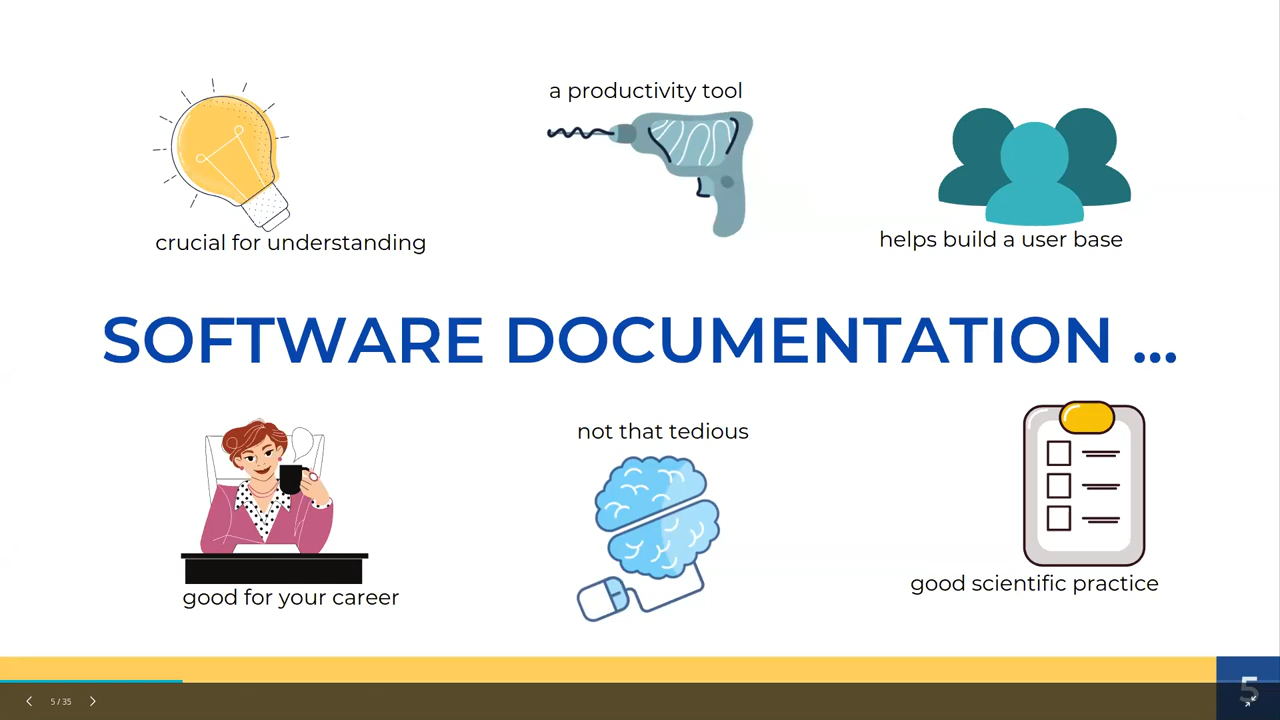 a productivity tool
crucial for understanding
helps build a user base
SOFTWARE DOCUMENTATION ...
not that tedious
good for your career
good scientific practice
5
5 / 35